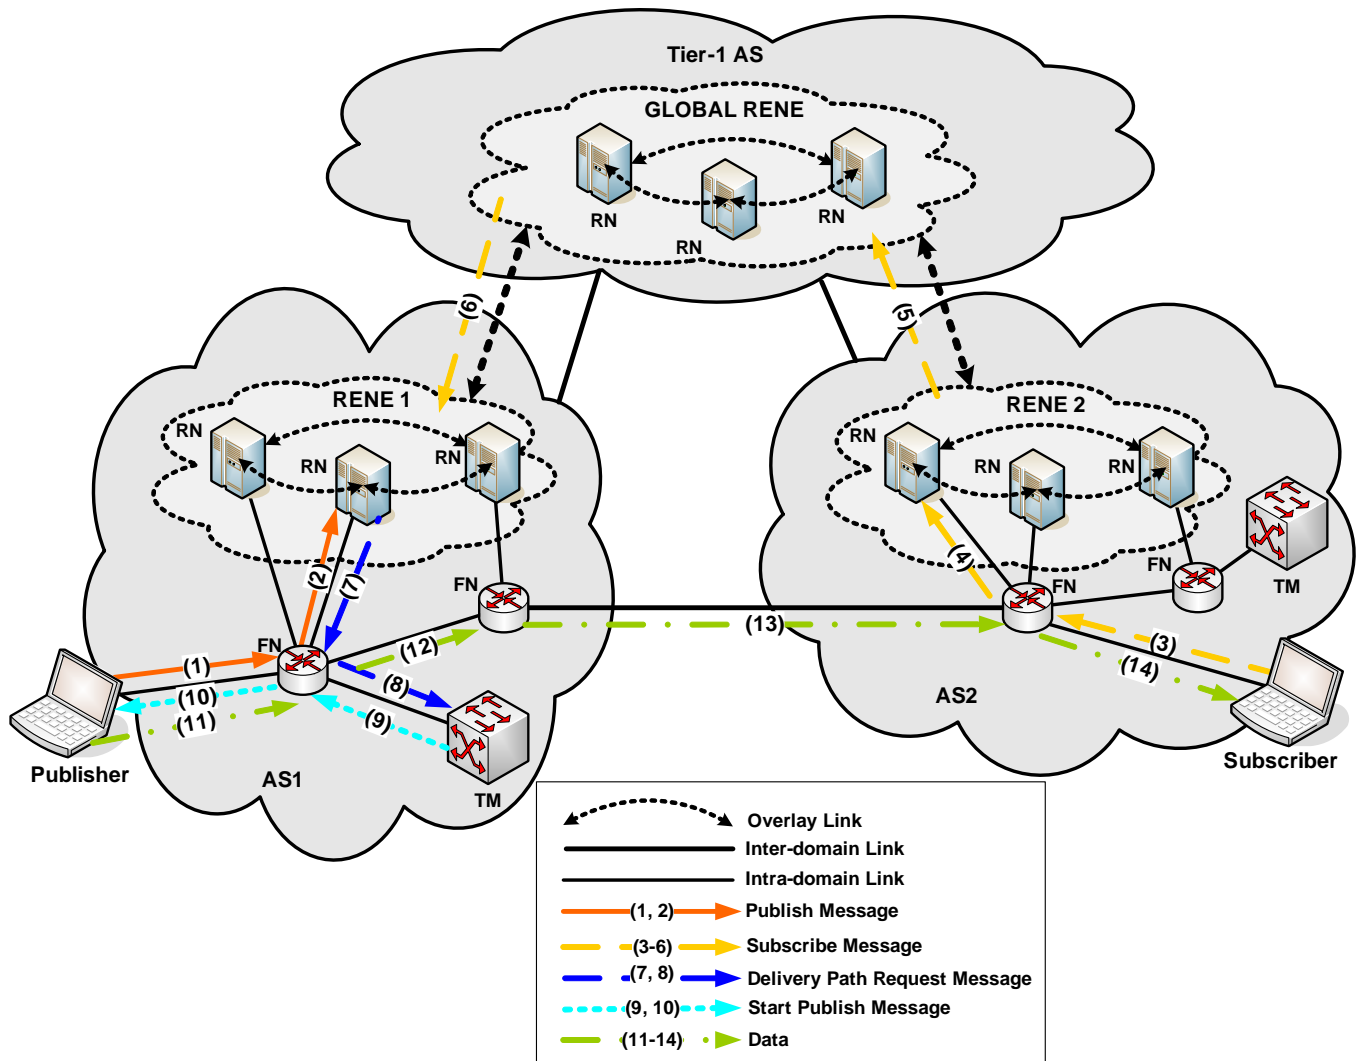 Tier-1 AS
GLOBAL RENE
RN
RN
RN
(6)
(5)
RENE 1
RN
RN
RN
RENE 2
RN
RN
RN
(2)
(7)
(4)
FN
FN
FN
FN
TM
(1)
(10)
(11)
(12)
(8)
(9)
(13)
(3)
(14)
Publisher
AS1
TM
AS2
Subscriber
Overlay Link
Inter-domain Link
Intra-domain Link
(1, 2) Publish Message
(3-6) Subscribe Message
(7, 8) Delivery Path Request Message
(9, 10) Start Publish Message
(11-14) Data